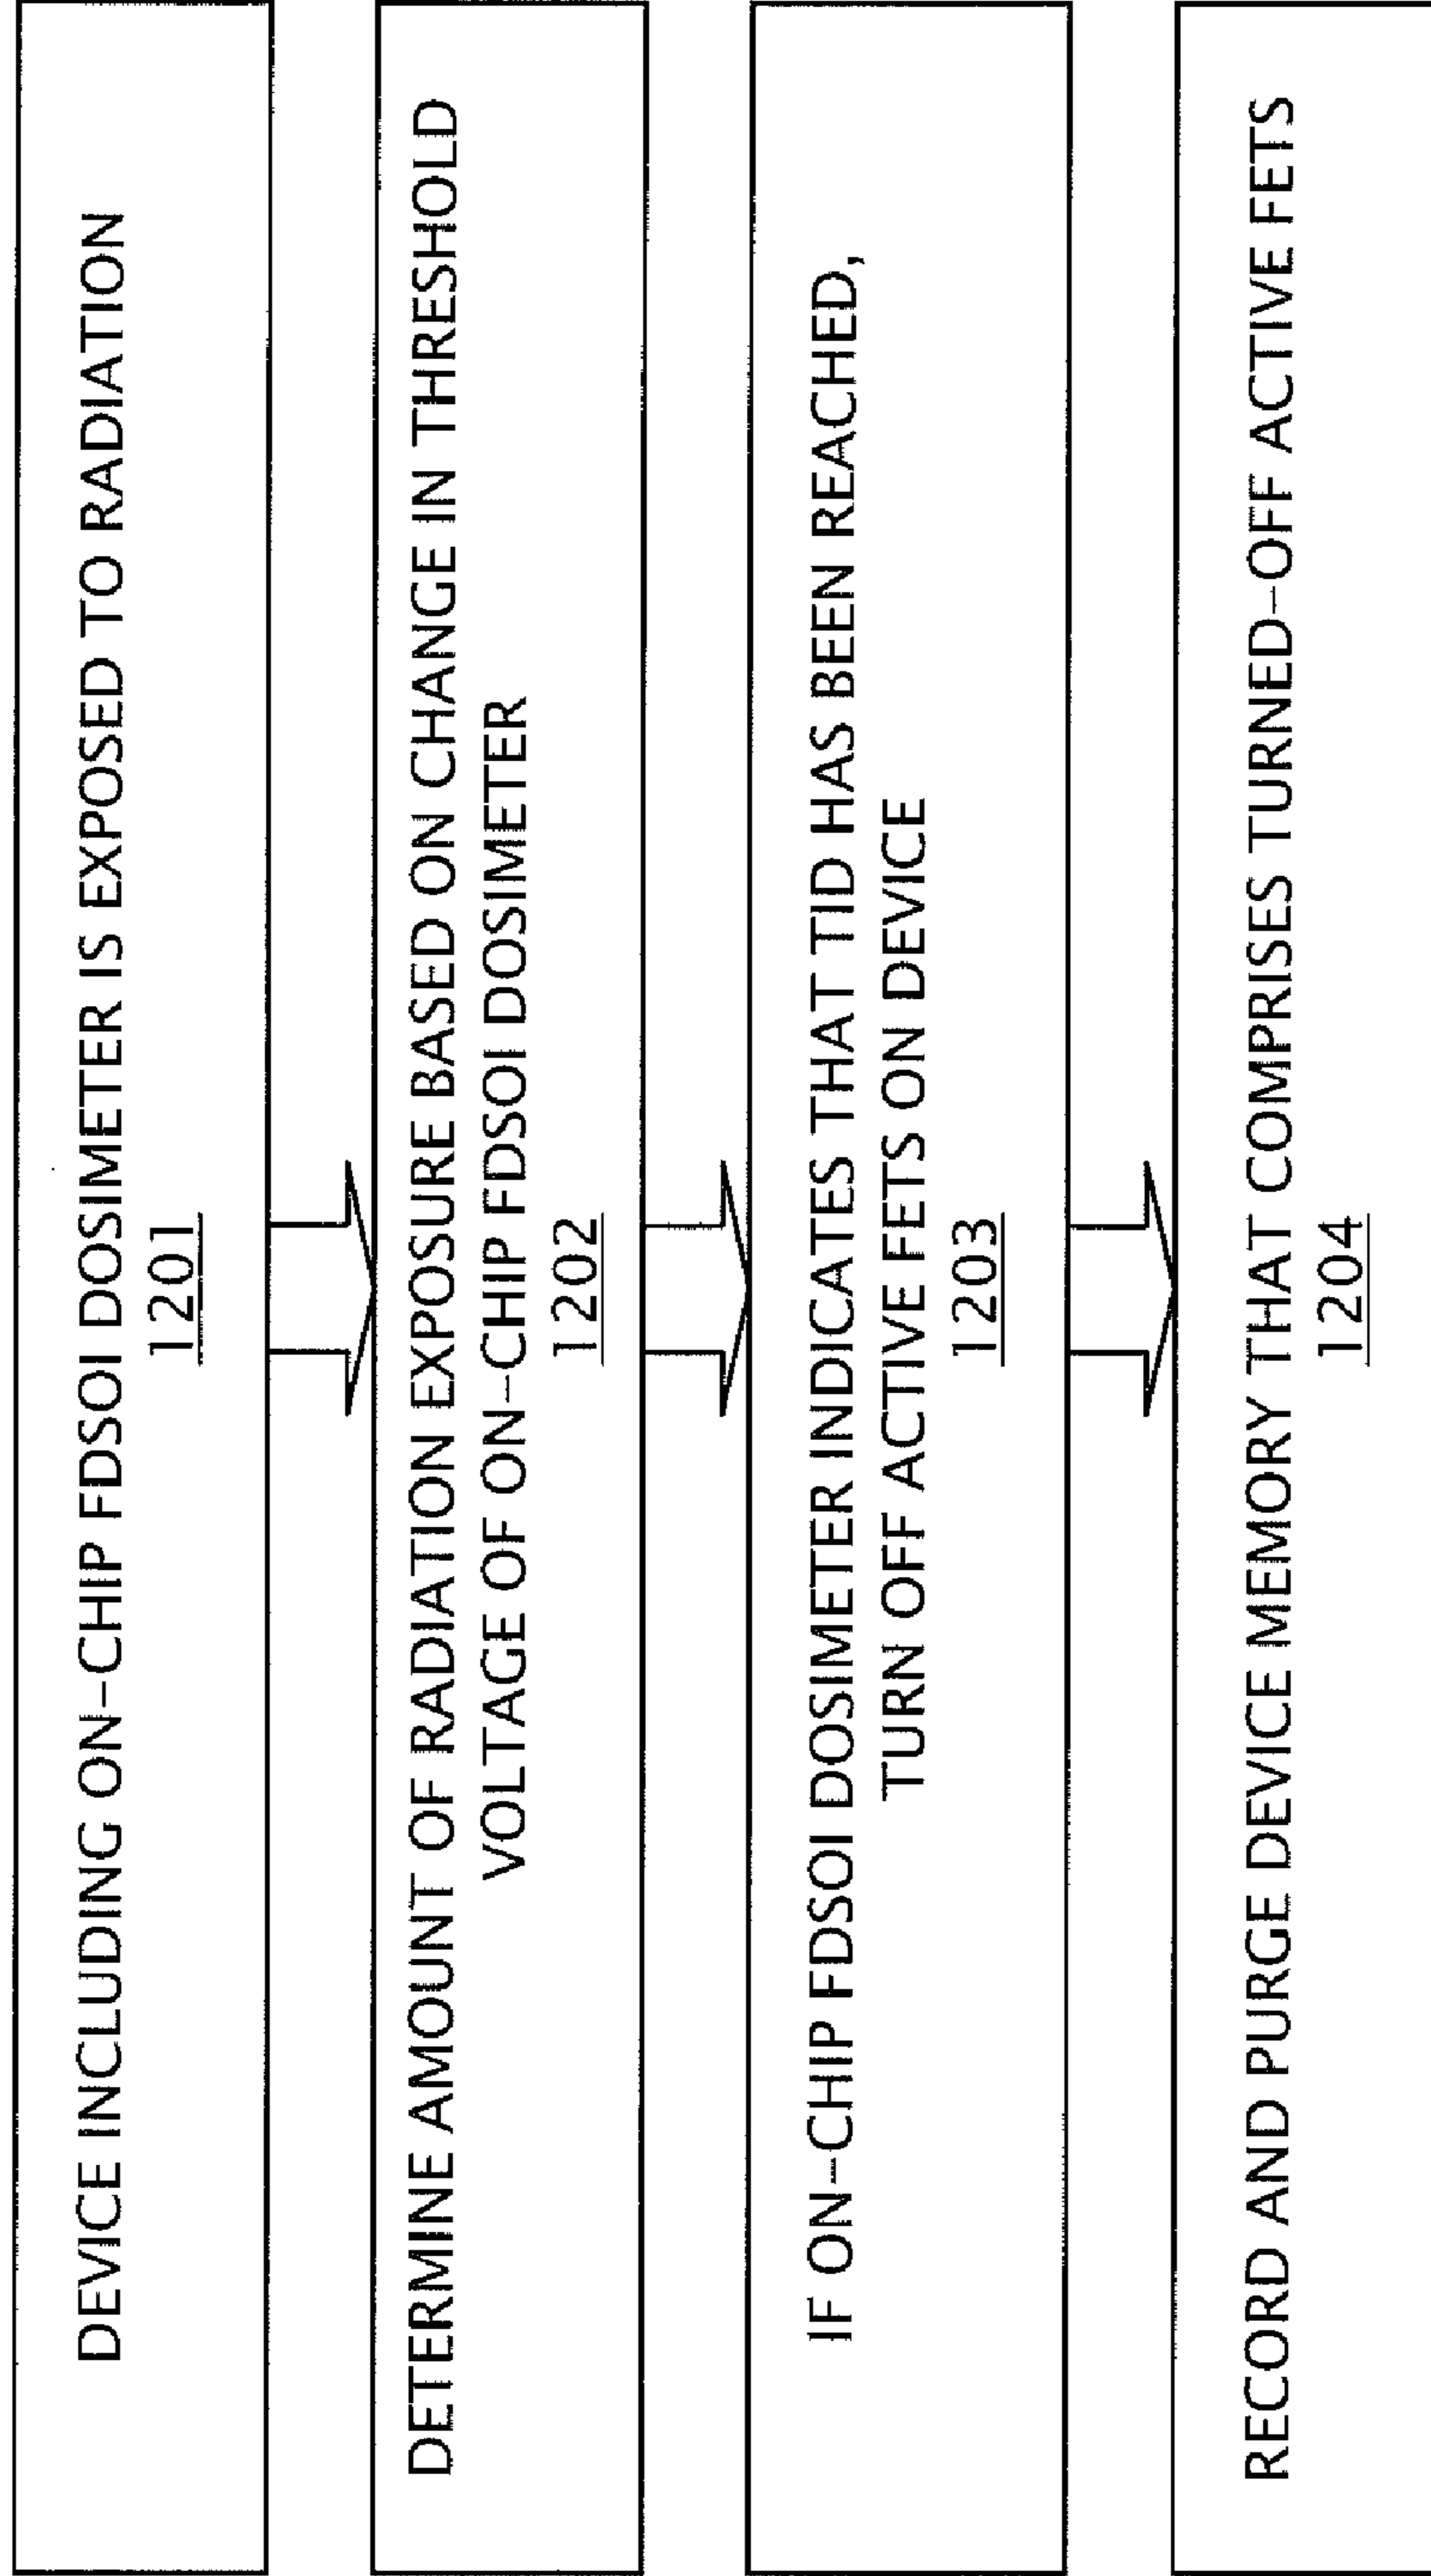 DEVICE INCLUDING ON–CHIP FDSOI DOSIMETER IS EXPOSED TO RADIATION
1201
DETERMINE AMOUNT OF RADIATION EXPOSURE BASED ON CHANGE IN THRESHOLD
VOLTAGE OF ON–CHIP FDSOI DOSIMETER
1202
IF ON–CHIP FDSOI DOSIMETER INDICATES THAT TID HAS BEEN REACHED,
TURN OFF ACTIVE FETS ON DEVICE
1203
RECORD AND PURGE DEVICE MEMORY THAT COMPRISES TURNED–OFF ACTIVE FETS
1204